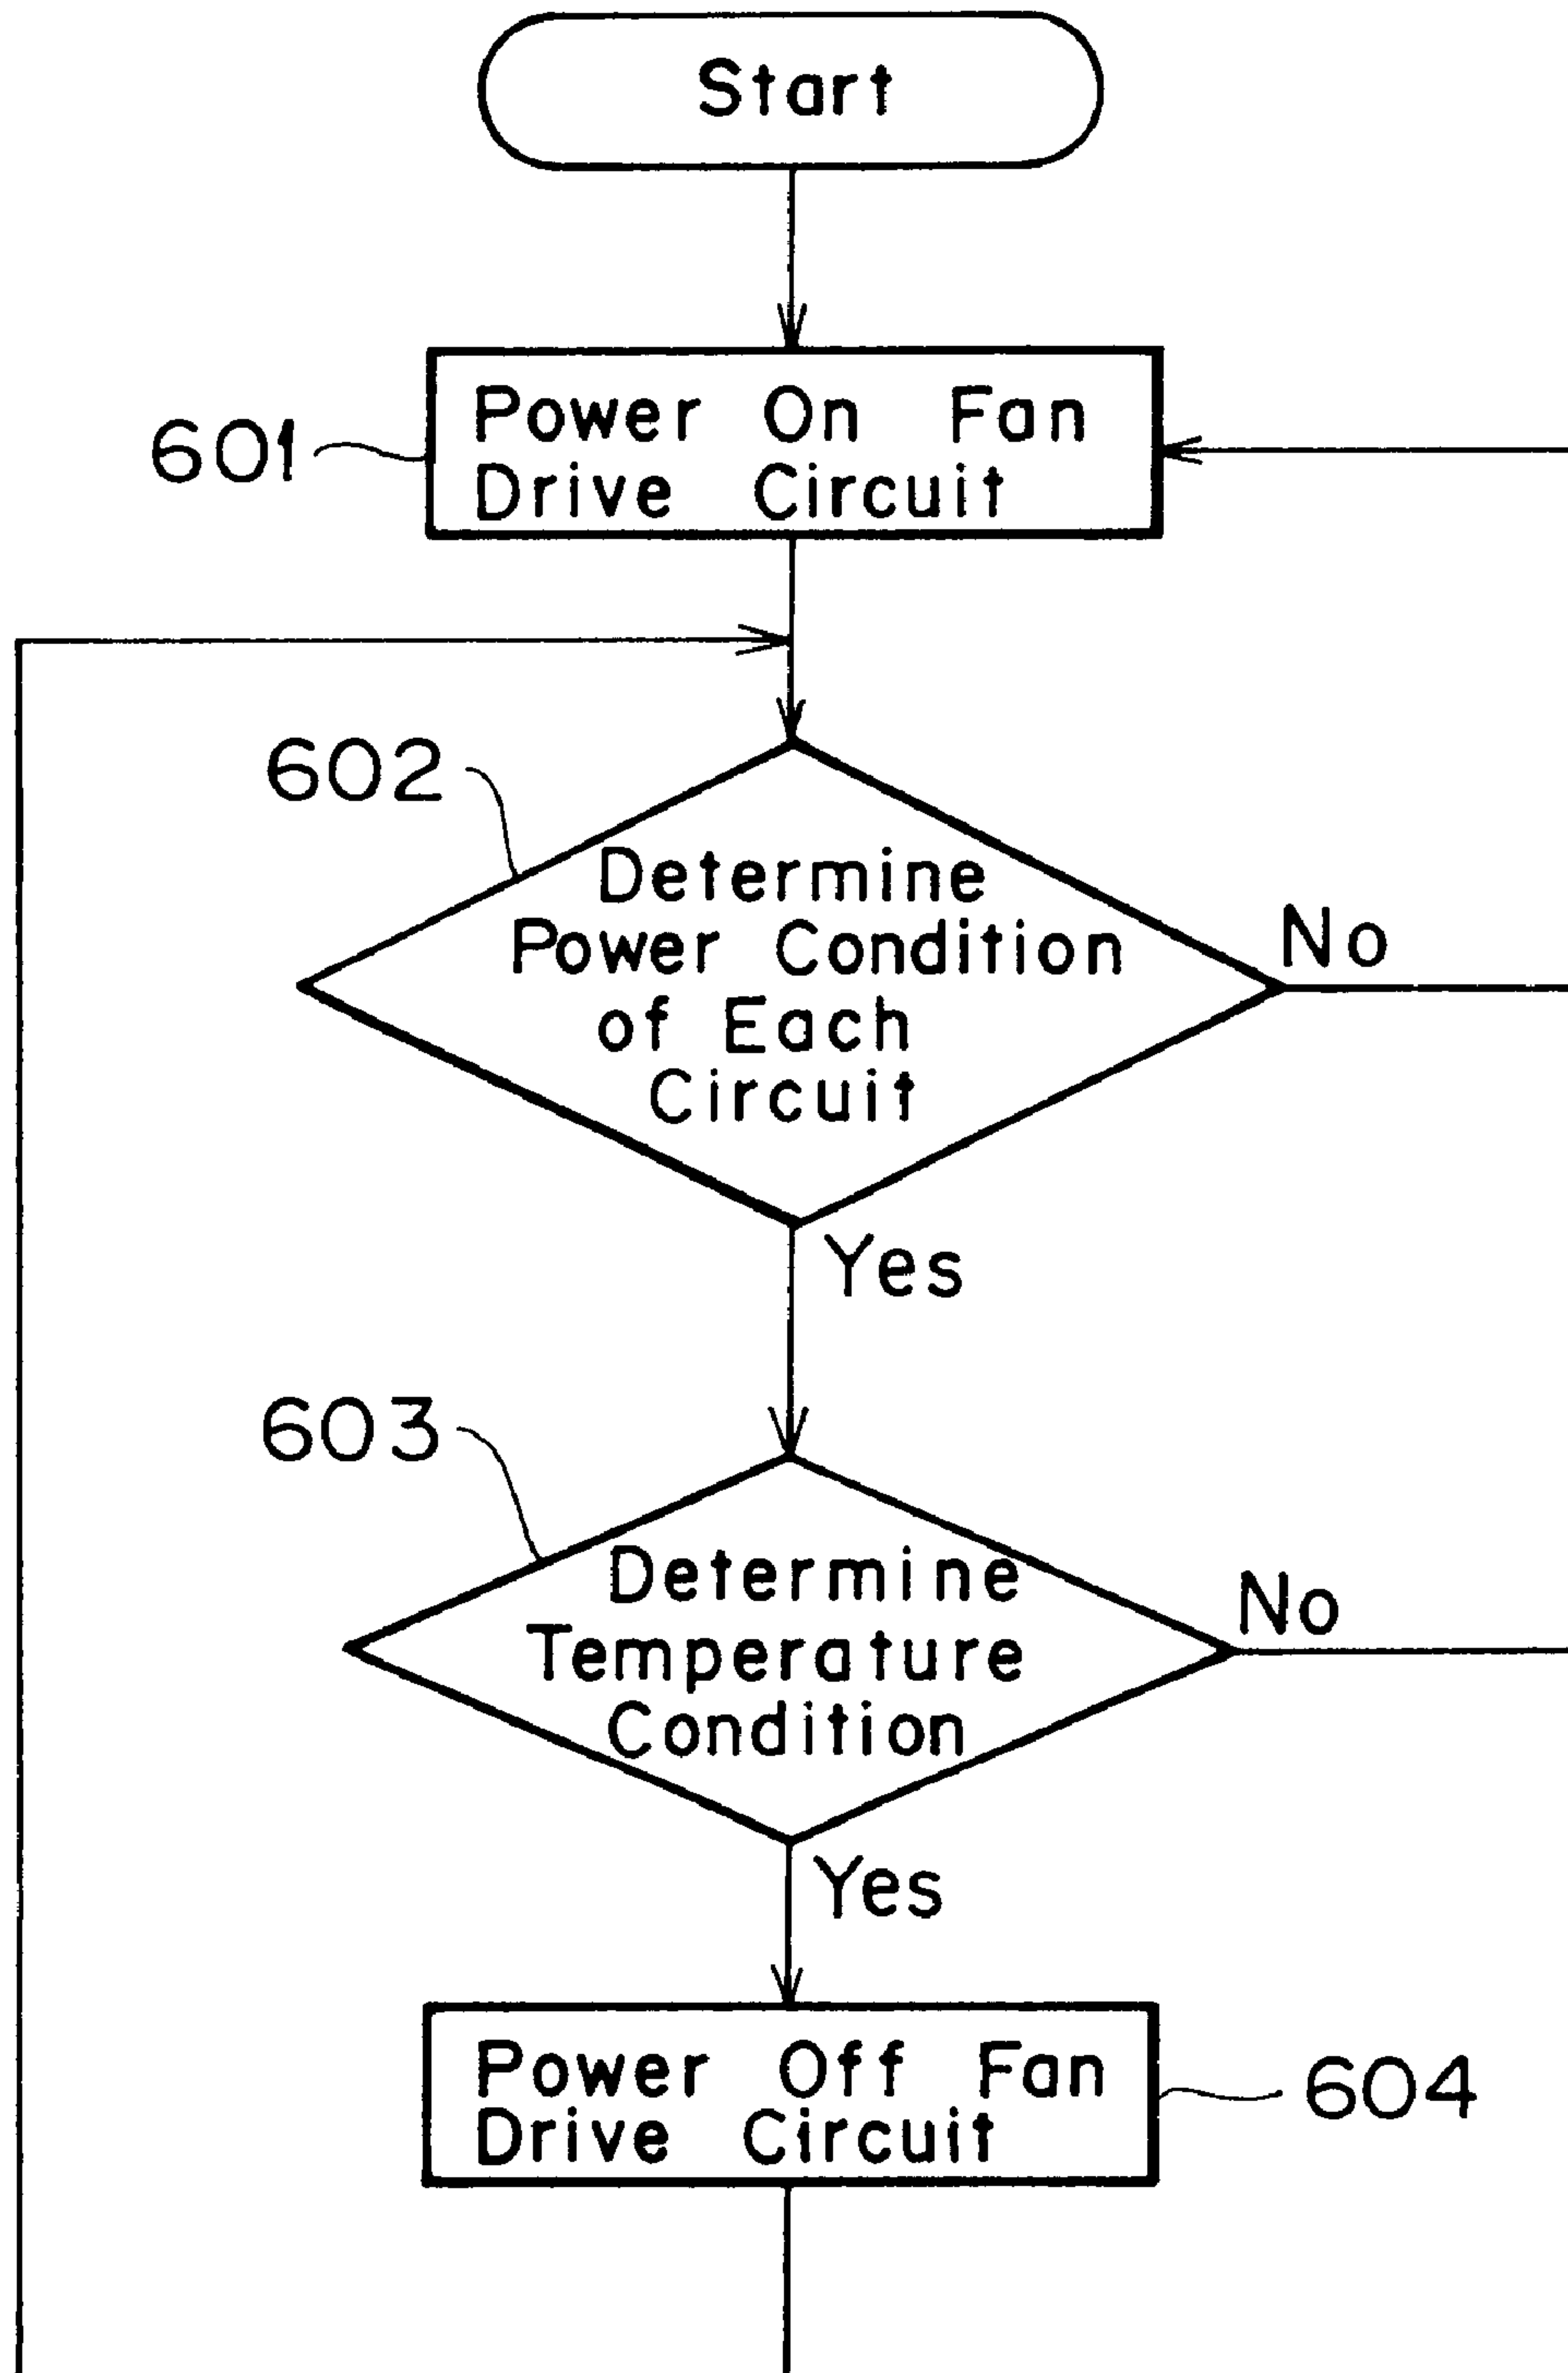 Start
601
Power On Fan
Drive Circuit
602
Determine
Power Condition
of Each
Circuit
No
Yes
603
Determine
Temperature
Condition
No
Yes
Power Off Fan
Drive Circuit
604